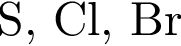 S, Cl, Br